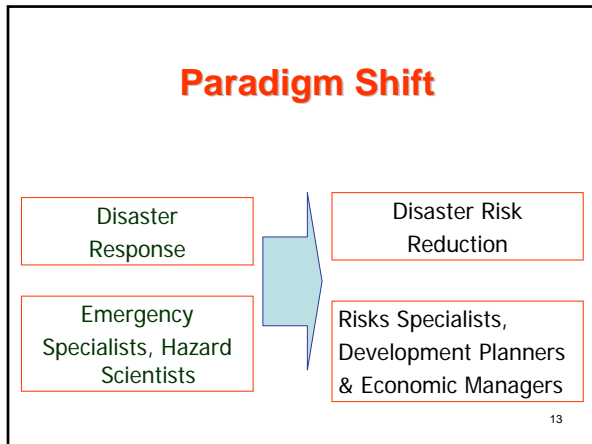 Paradigm Shift
Disaster
Response
Disaster Risk
Reduction
Emergency
Specialists, Hazard
Scientists
Risks Specialists,
Development Planners
& Economic Managers
13